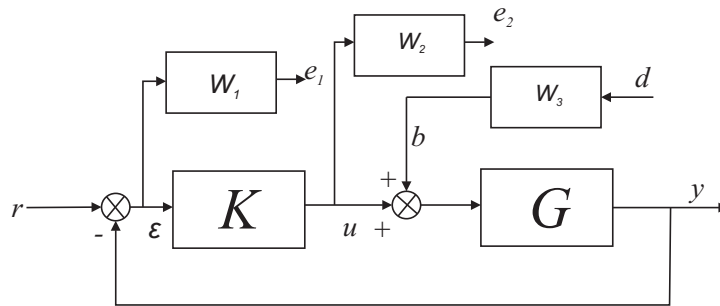 e₂
W₂
W₁
e₁
W₃
d
b
+
r
K
G
y
-
ε
u
+